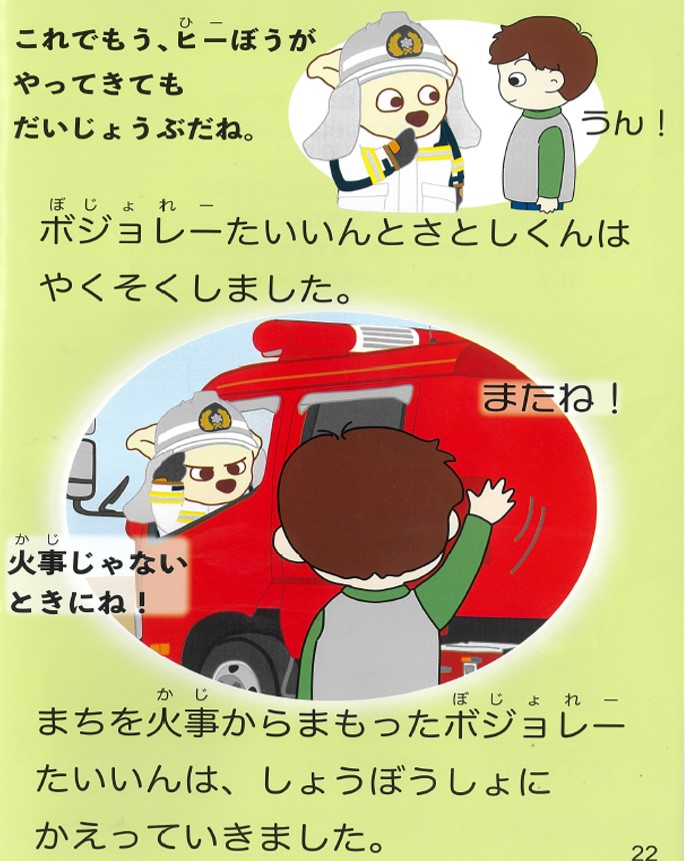 これでもう、ヒーぼうが
やってきても
だいじょうぶだね。
うん!
ボジョレーたいいんとさとしくんは
やくそくしました。
またね!
火事じゃない
ときにね!
まちを火事からまもったボジョレー
たいいんは、しょうぼうしょに
かえっていきました。
22